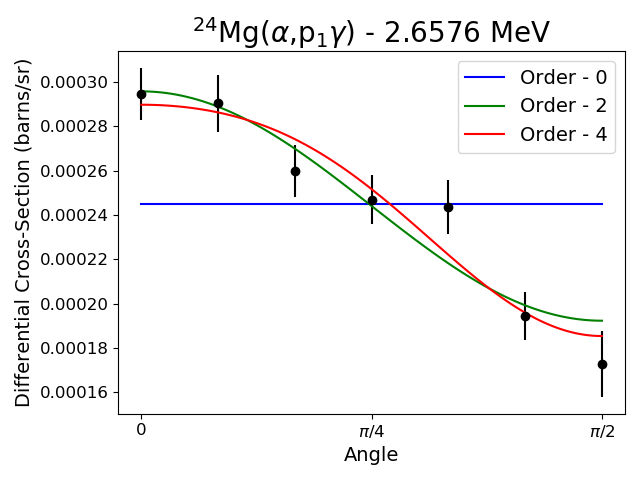 ²⁴Mg(α,p₁γ) - 2.6576 MeV
Differential Cross-Section (barns/sr)
0.00030
0.00028
0.00026
0.00024
0.00022
0.00020
0.00018
0.00016
Order - 0
Order - 2
Order - 4
0 π/4 π/2
Angle